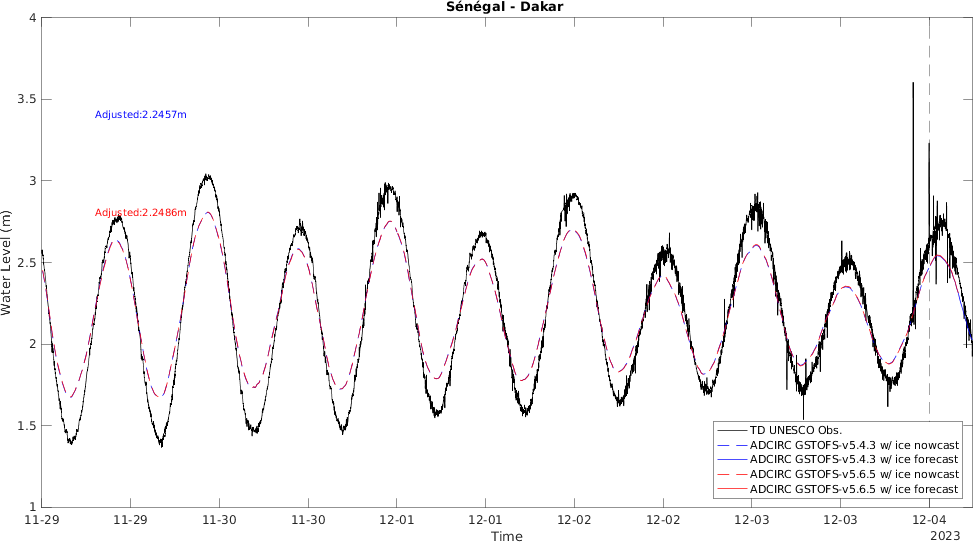 Sénégal - Dakar
4
3.5
3
2.5
2
1.5
1
Water Level (m)
Adjusted:2.2457m
Adjusted:2.2486m
TD UNESCO Obs.
ADCIRC GSTOFS-v5.4.3 w/ ice nowcast
ADCIRC GSTOFS-v5.4.3 w/ ice forecast
ADCIRC GSTOFS-v5.6.5 w/ ice nowcast
ADCIRC GSTOFS-v5.6.5 w/ ice forecast
11-29 11-29 11-30 11-30 12-01 12-01 12-02 12-02 12-03 12-03 12-04
Time
2023